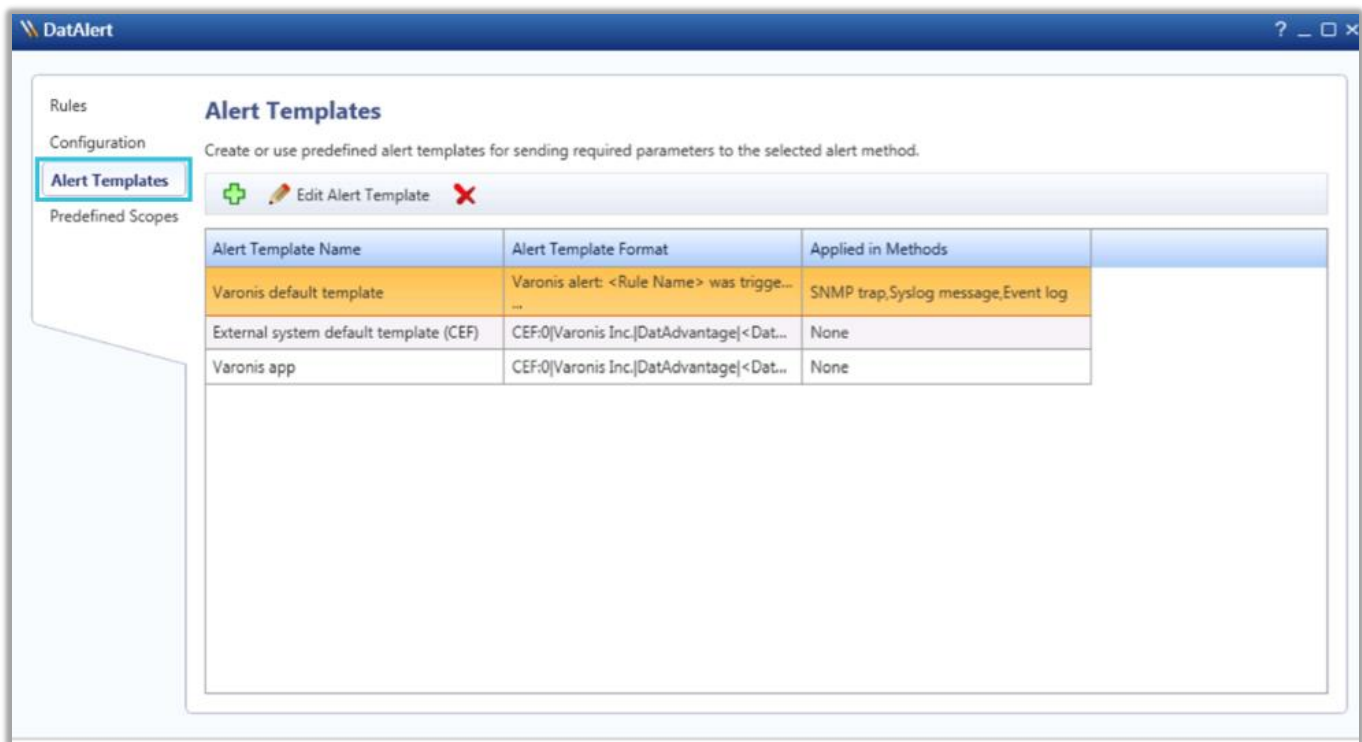 DatAlert
Rules
Configuration
Alert Templates
Predefined Scopes
Alert Templates
Create or use predefined alert templates for sending required parameters to the selected alert method.
Edit Alert Template
Alert Template Name Alert Template Format Applied in Methods
Varonis default template Varonis alert: <Rule Name> was trigge... SNMP trap,Syslog message,Event log
...
External system default template (CEF) CEF:0|Varonis Inc.|DatAdvantage|<Dat... None
Varonis app CEF:0|Varonis Inc.|DatAdvantage|<Dat... None